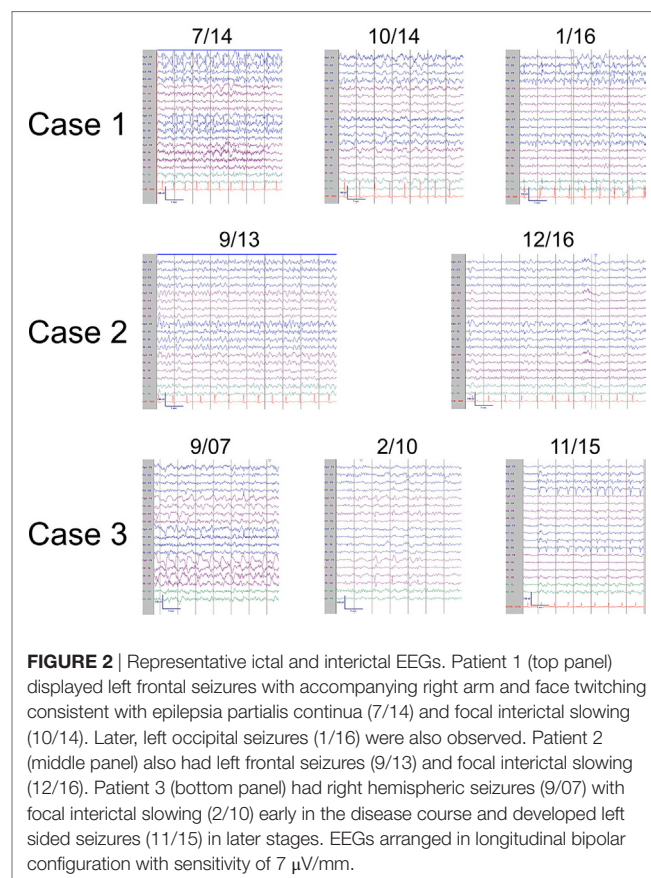 7/14 10/14 1/16
Case 1
9/13 12/16
Case 2
9/07 2/10 11/15
Case 3
FIGURE 2 | Representative ictal and interictal EEGs. Patient 1 (top panel)
displayed left frontal seizures with accompanying right arm and face twitching
consistent with epilepsia partialis continua (7/14) and focal interictal slowing
(10/14). Later, left occipital seizures (1/16) were also observed. Patient 2
(middle panel) also had left frontal seizures (9/13) and focal interictal slowing
(12/16). Patient 3 (bottom panel) had right hemispheric seizures (9/07) with
focal interictal slowing (2/10) early in the disease course and developed left
sided seizures (11/15) in later stages. EEGs arranged in longitudinal bipolar
configuration with sensitivity of 7 μV/mm.